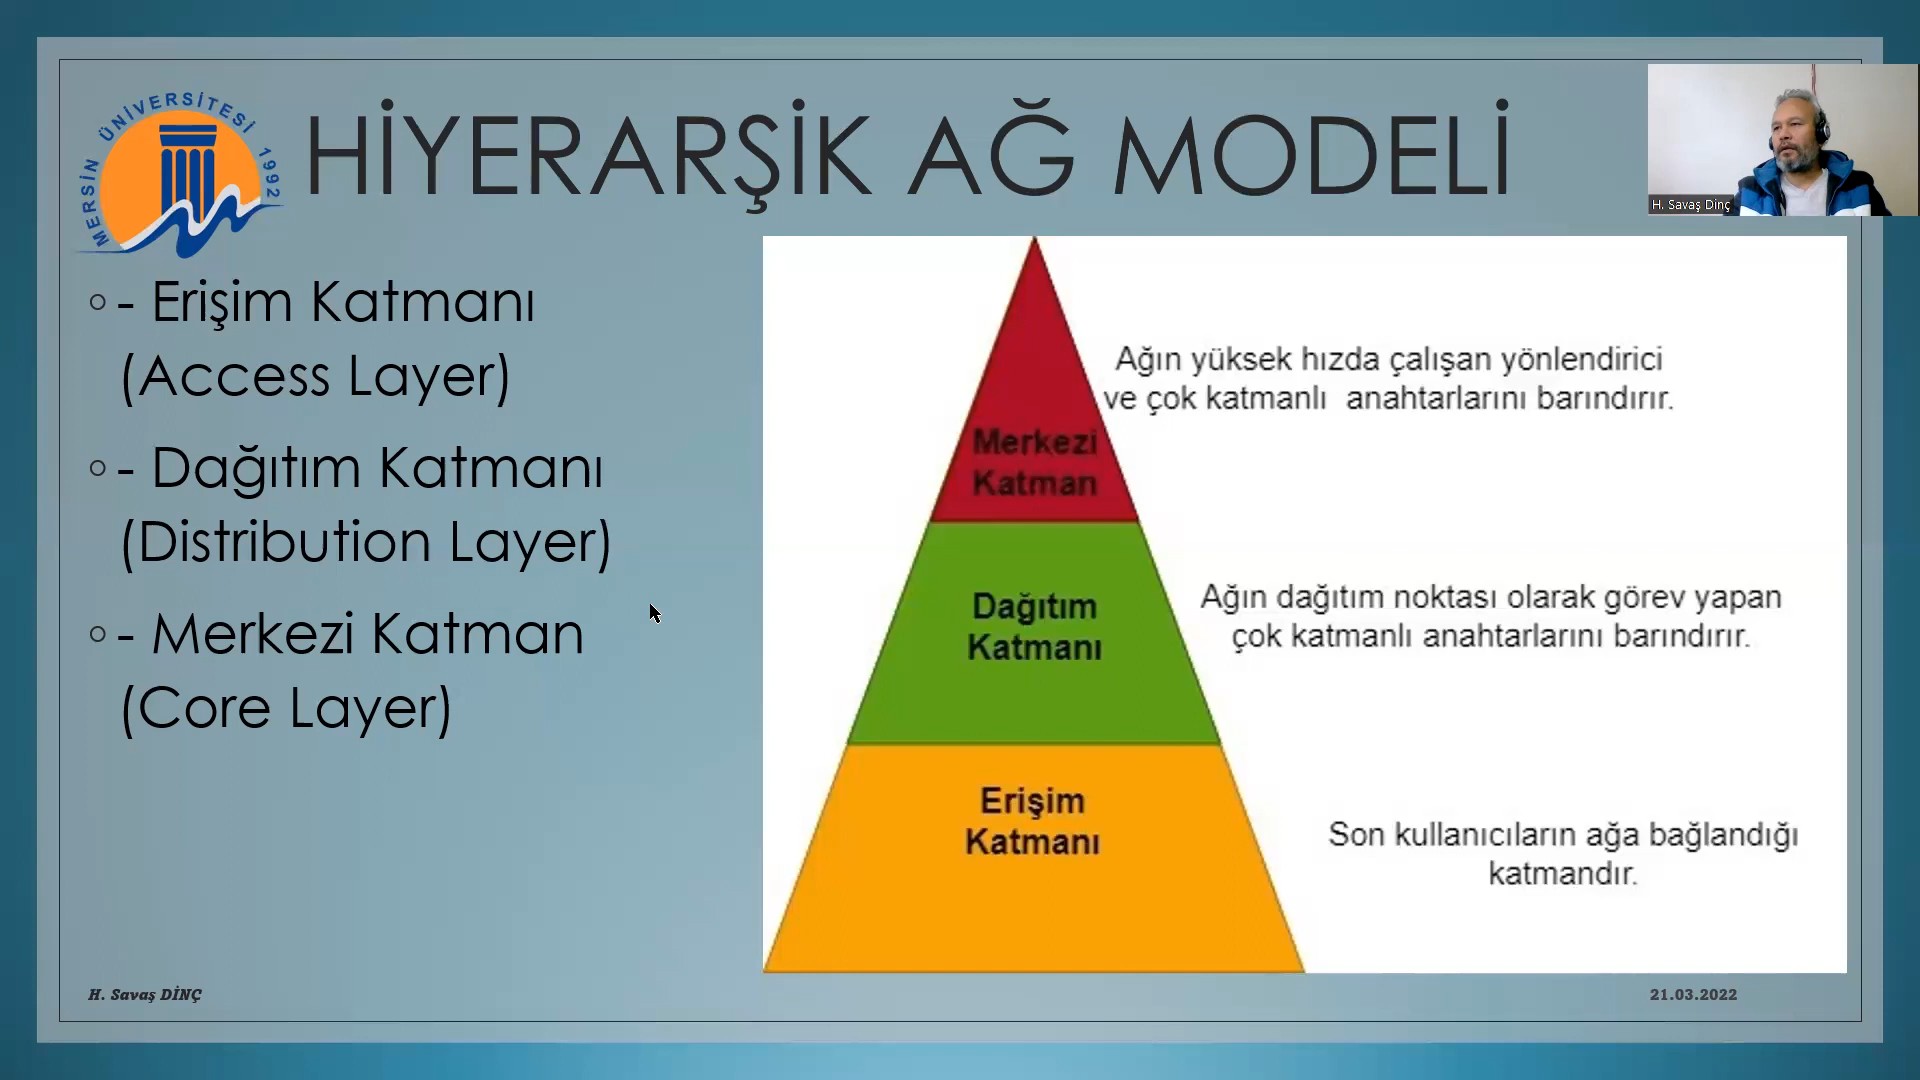 MERSİN ÜNİVERSİTESİ 1992
HİYERARŞİK AĞ MODELİ
H. Savaş Dinç
- Erişim Katmanı
(Access Layer)
- Dağıtım Katmanı
(Distribution Layer)
- Merkezi Katman
(Core Layer)
Ağın yüksek hızda çalışan yönlendirici
ve çok katmanlı anahtarlarını barındırır.
Merkezi
Katman
Ağın dağıtım noktası olarak görev yapan
çok katmanlı anahtarlarını barındırır.
Dağıtım
Katmanı
Erişim
Katmanı
Son kullanıcıların ağa bağlandığı
katmandır.
H. Savaş DİNÇ
21.03.2022